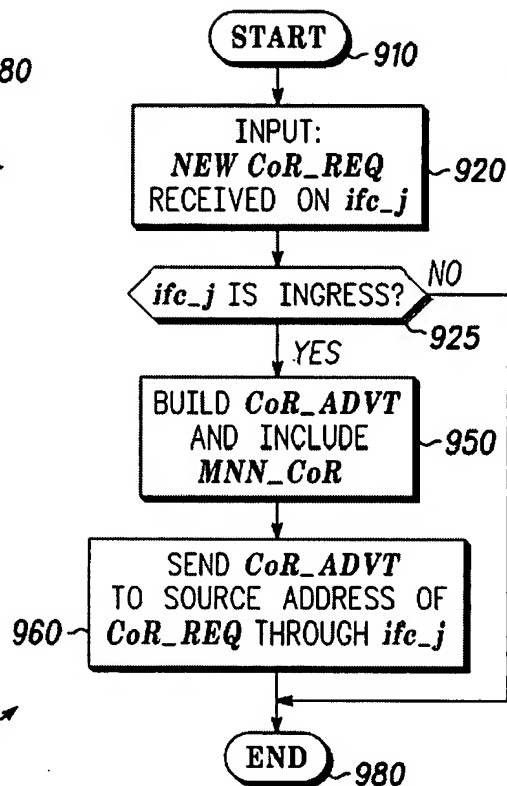 80
START
910
INPUT:
NEW CoR_REQ
RECEIVED ON ifc_j
920
ifc_j IS INGRESS?
NO
925
YES
BUILD CoR_ADVT
AND INCLUDE
MNN_CoR
950
SEND CoR_ADVT
TO SOURCE ADDRESS OF
CoR_REQ THROUGH ifc_j
960
END
980